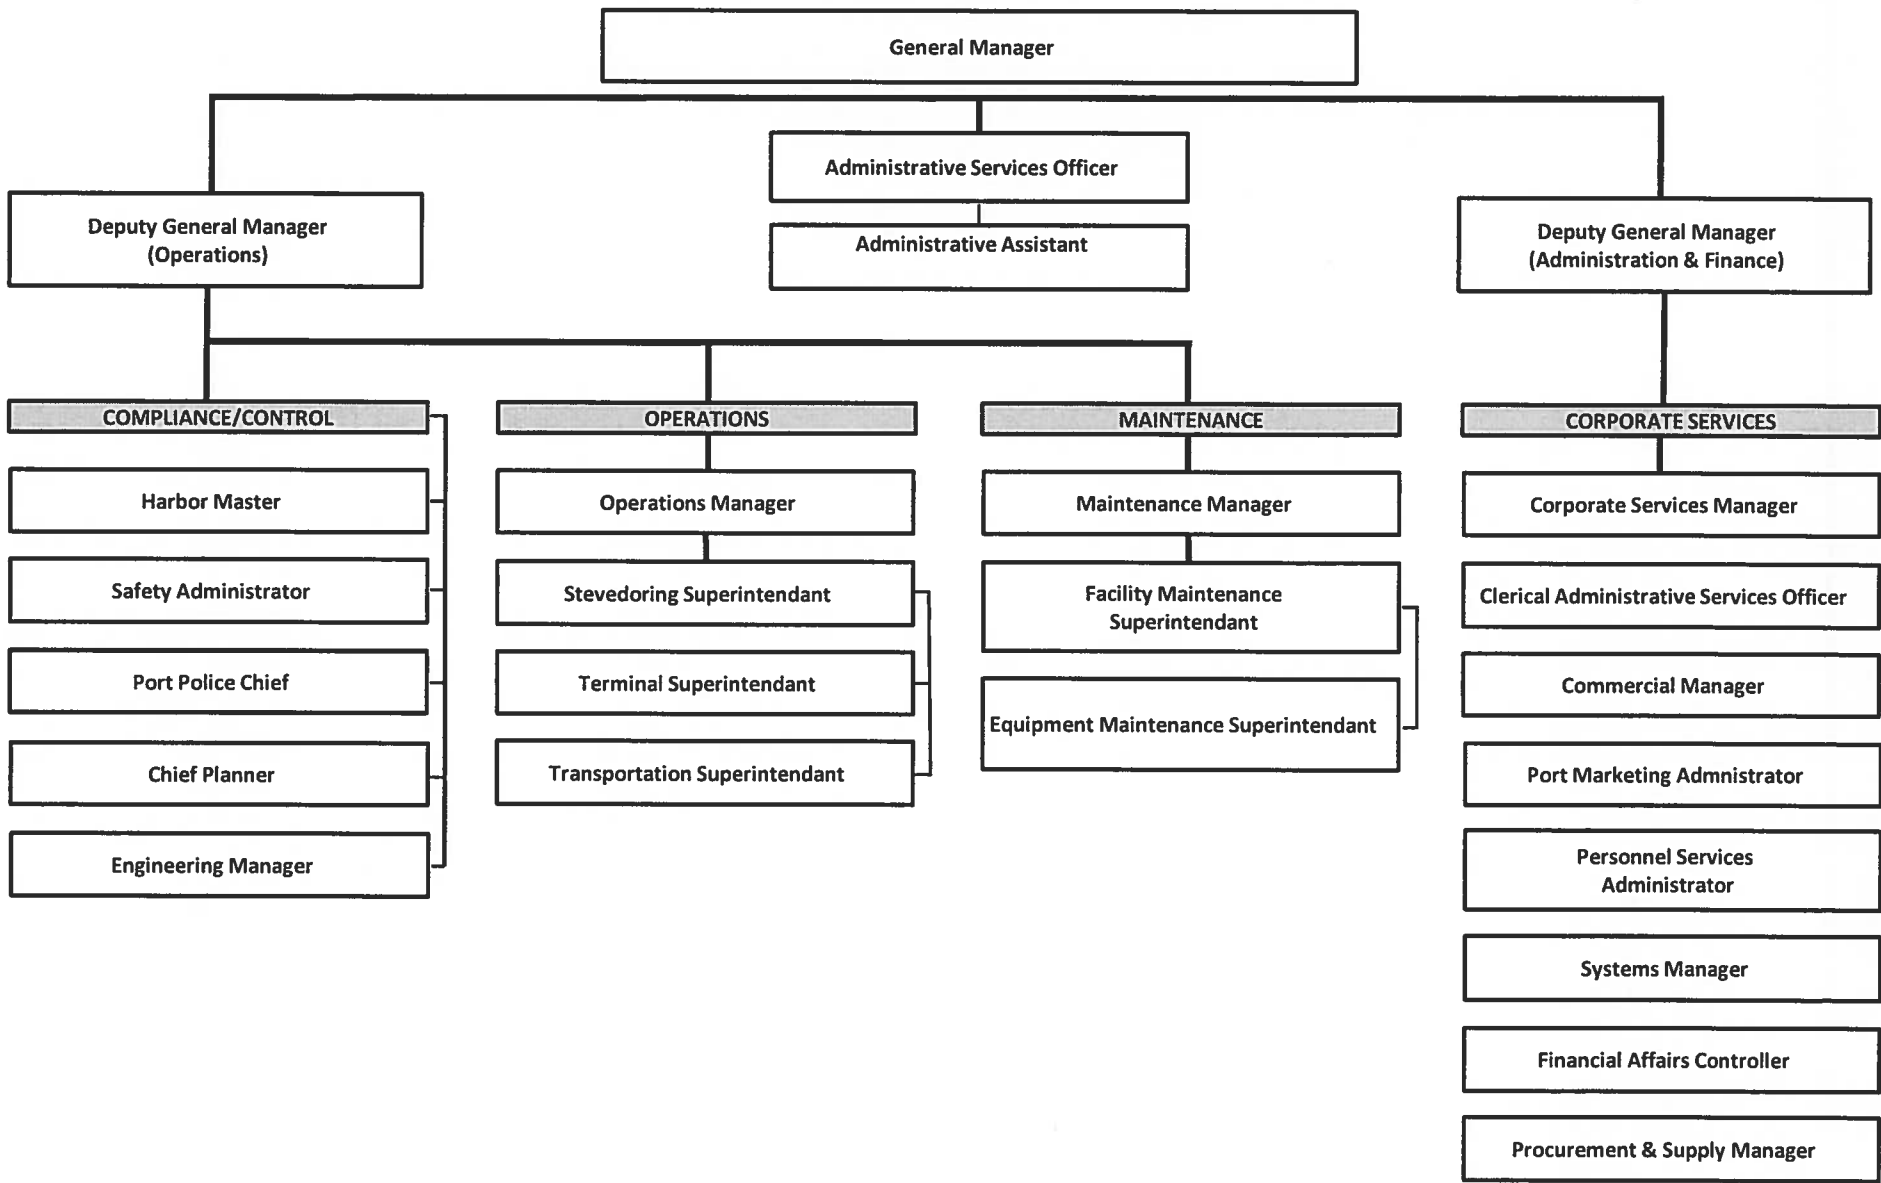 General Manager
Administrative Services Officer
Administrative Assistant
Deputy General Manager
(Operations)
Deputy General Manager
(Administration & Finance)
COMPLIANCE/CONTROL
Harbor Master
Safety Administrator
Port Police Chief
Chief Planner
Engineering Manager
OPERATIONS
Operations Manager
Stevedoring Superintendant
Terminal Superintendant
Transportation Superintendant
MAINTENANCE
Maintenance Manager
Facility Maintenance
Superintendant
Equipment Maintenance Superintendant
CORPORATE SERVICES
Corporate Services Manager
Clerical Administrative Services Officer
Commercial Manager
Port Marketing Admnistrator
Personnel Services
Administrator
Systems Manager
Financial Affairs Controller
Procurement & Supply Manager